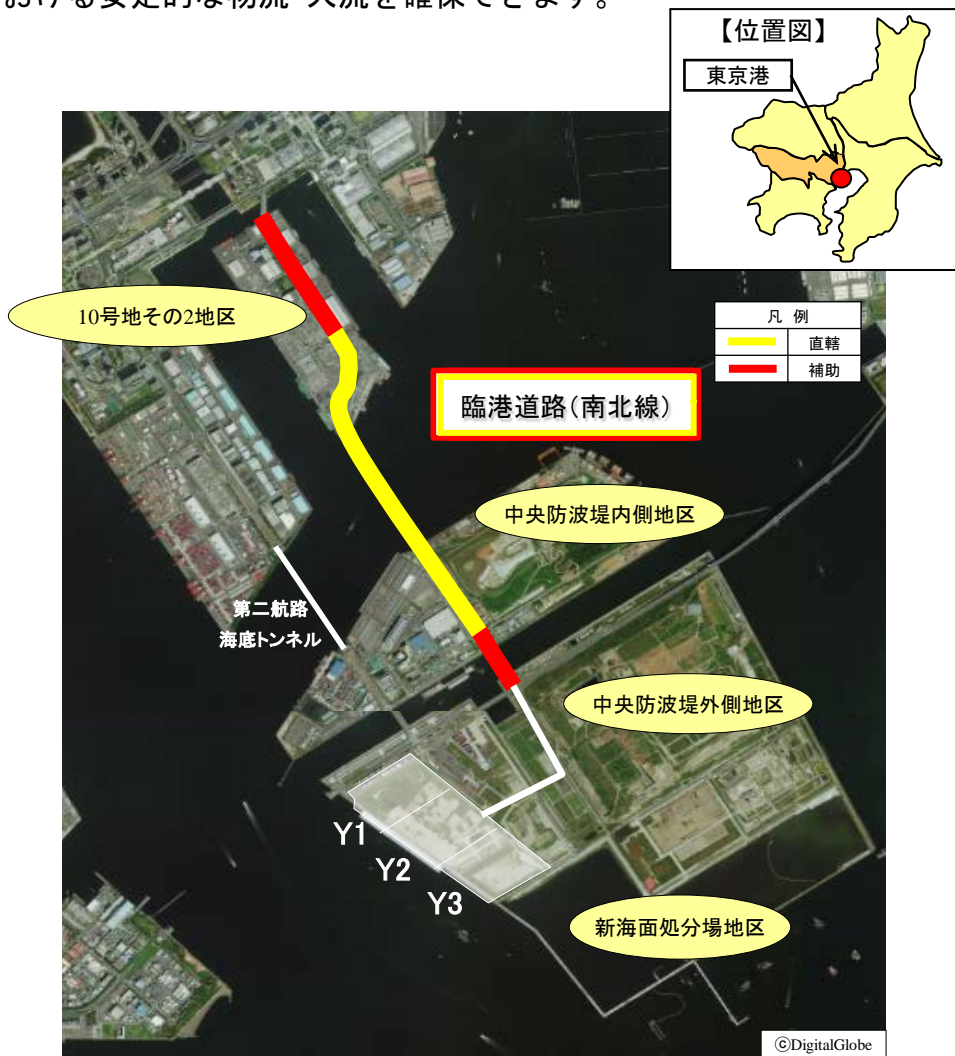 おける安定的な物流・人流を確保できます。
【位置図】
東京港
10号地その2地区
凡 例
直轄
補助
臨港道路(南北線)
中央防波堤内側地区
第二航路
海底トンネル
中央防波堤外側地区
Y1
Y2
Y3
新海面処分場地区
©DigitalGlobe